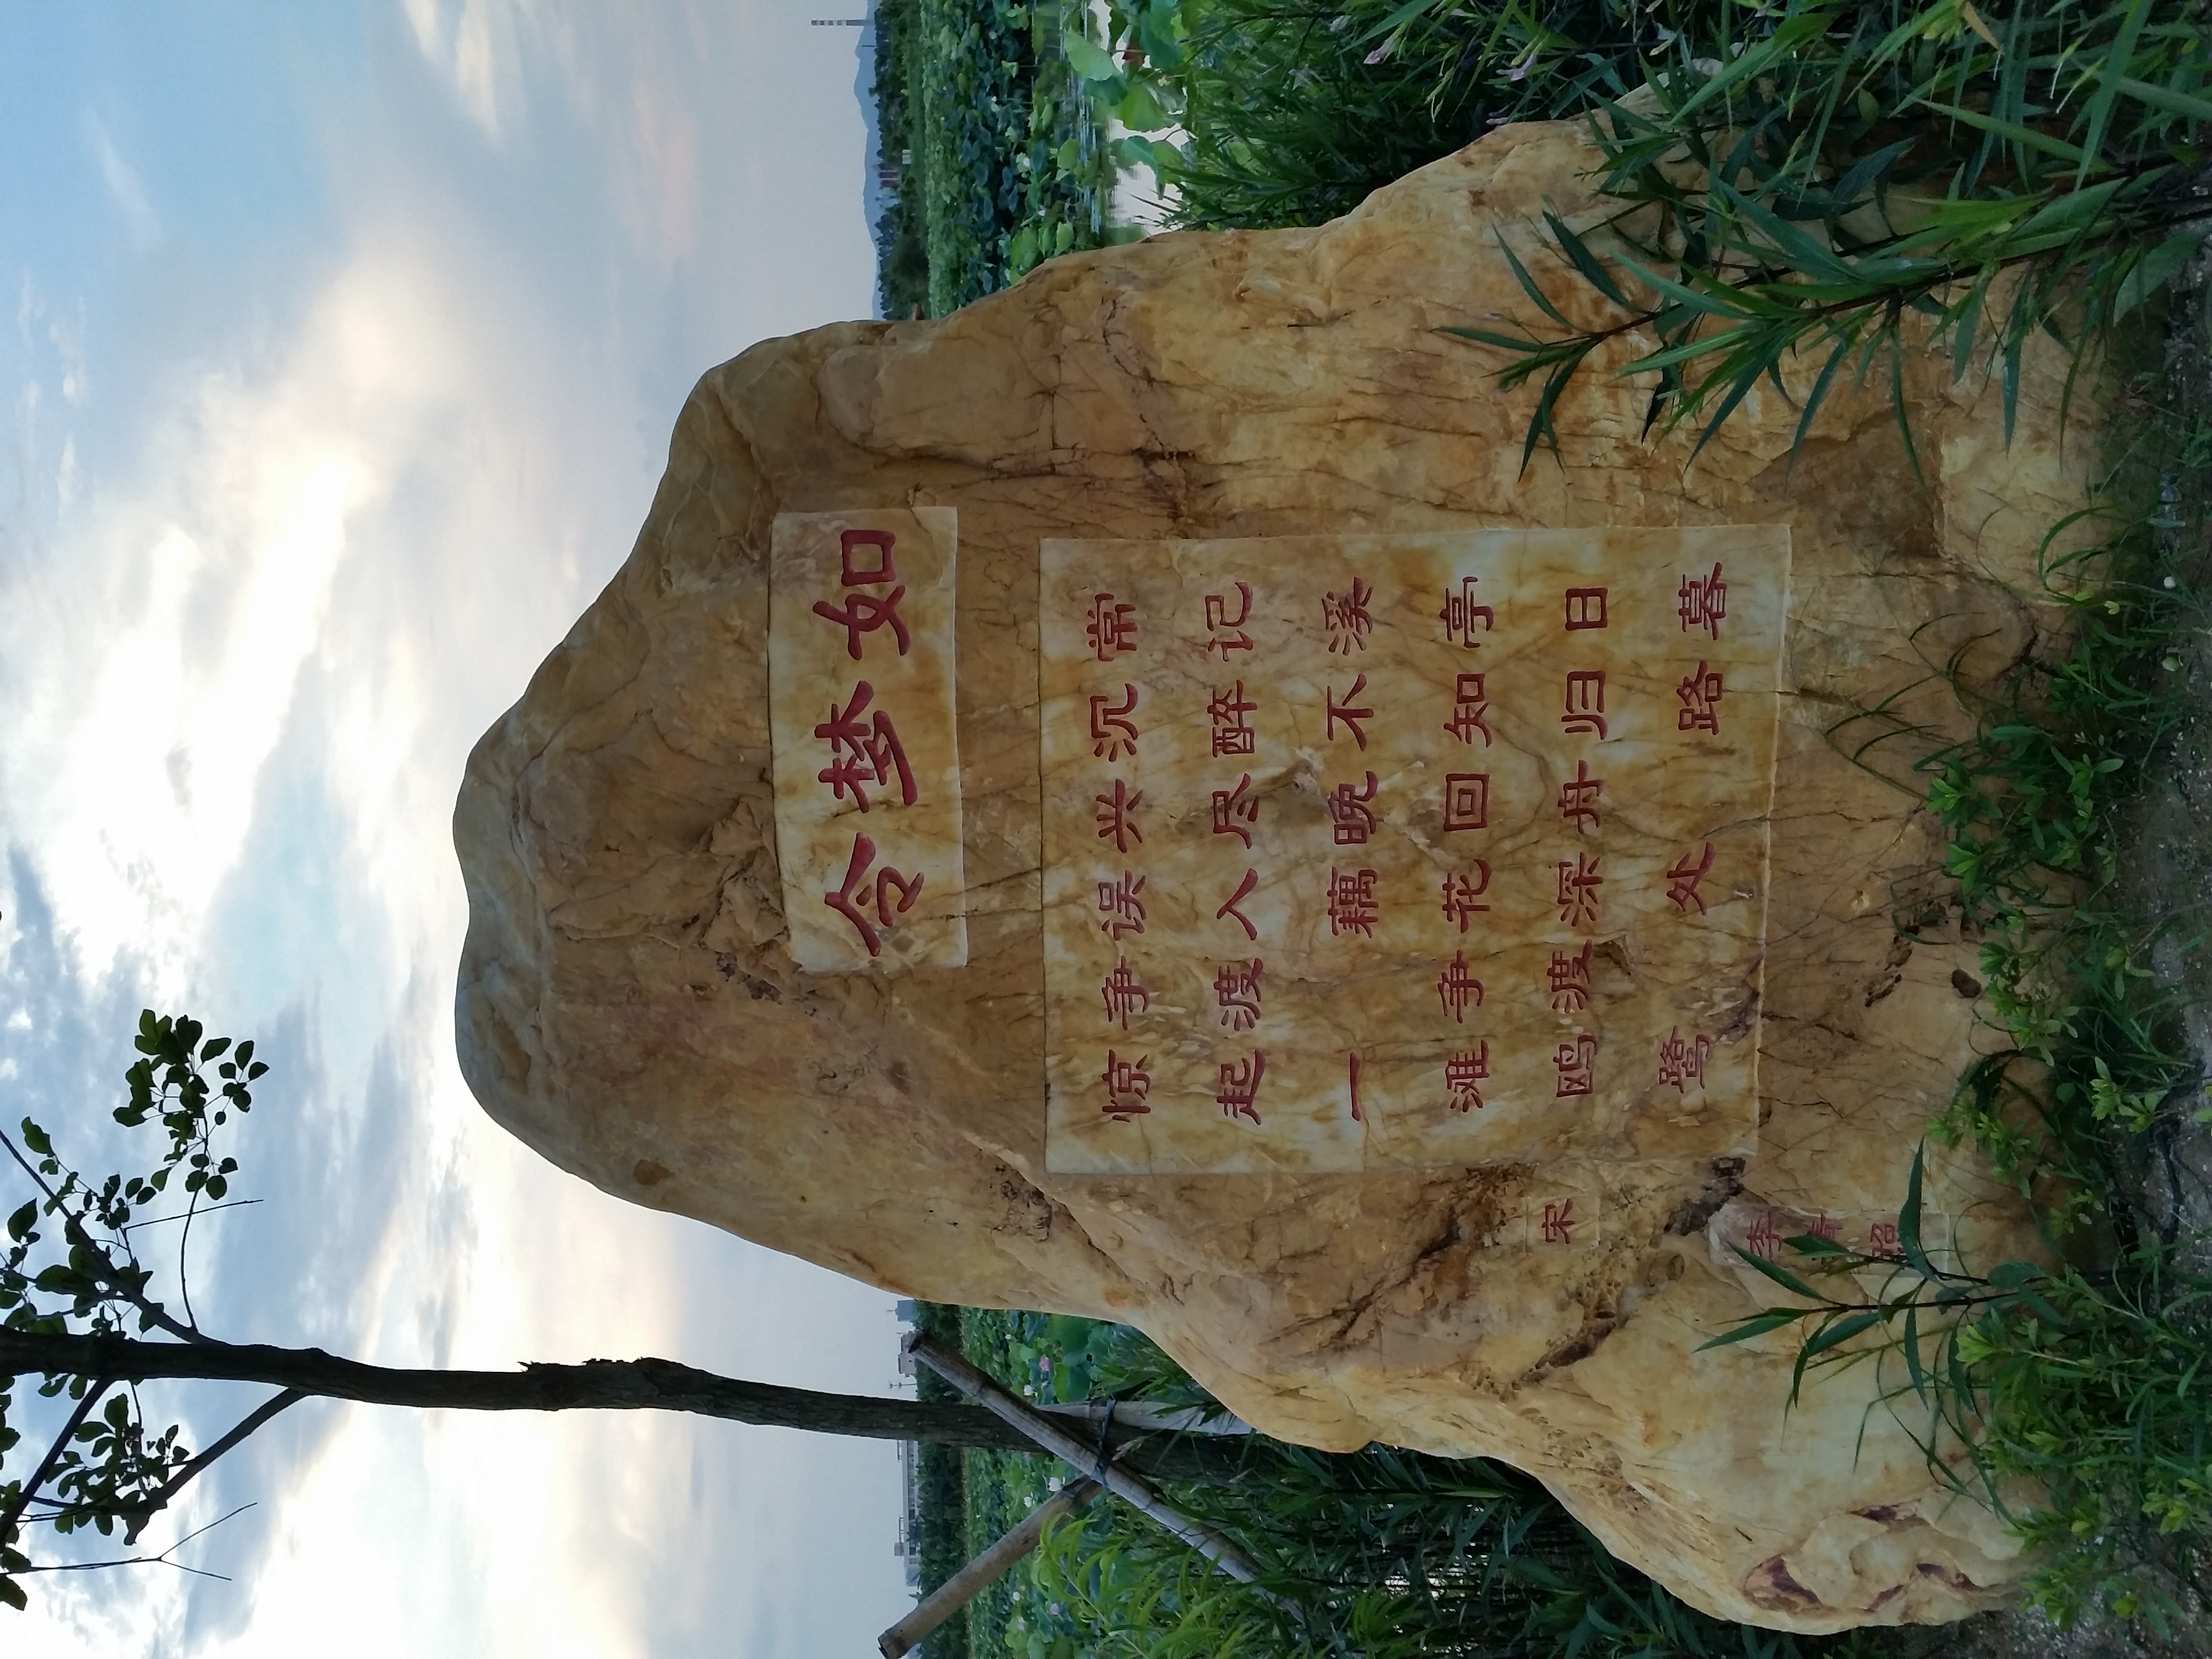 如梦令
常记溪亭日暮
沉醉不知归路
兴尽晚回舟
误入藕花深处
争渡 争渡
惊起一滩鸥鹭
宋
李清照